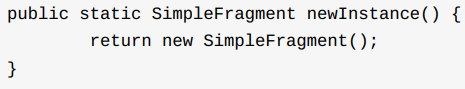 public static SimpleFragment newInstance() {
        return new SimpleFragment();
}